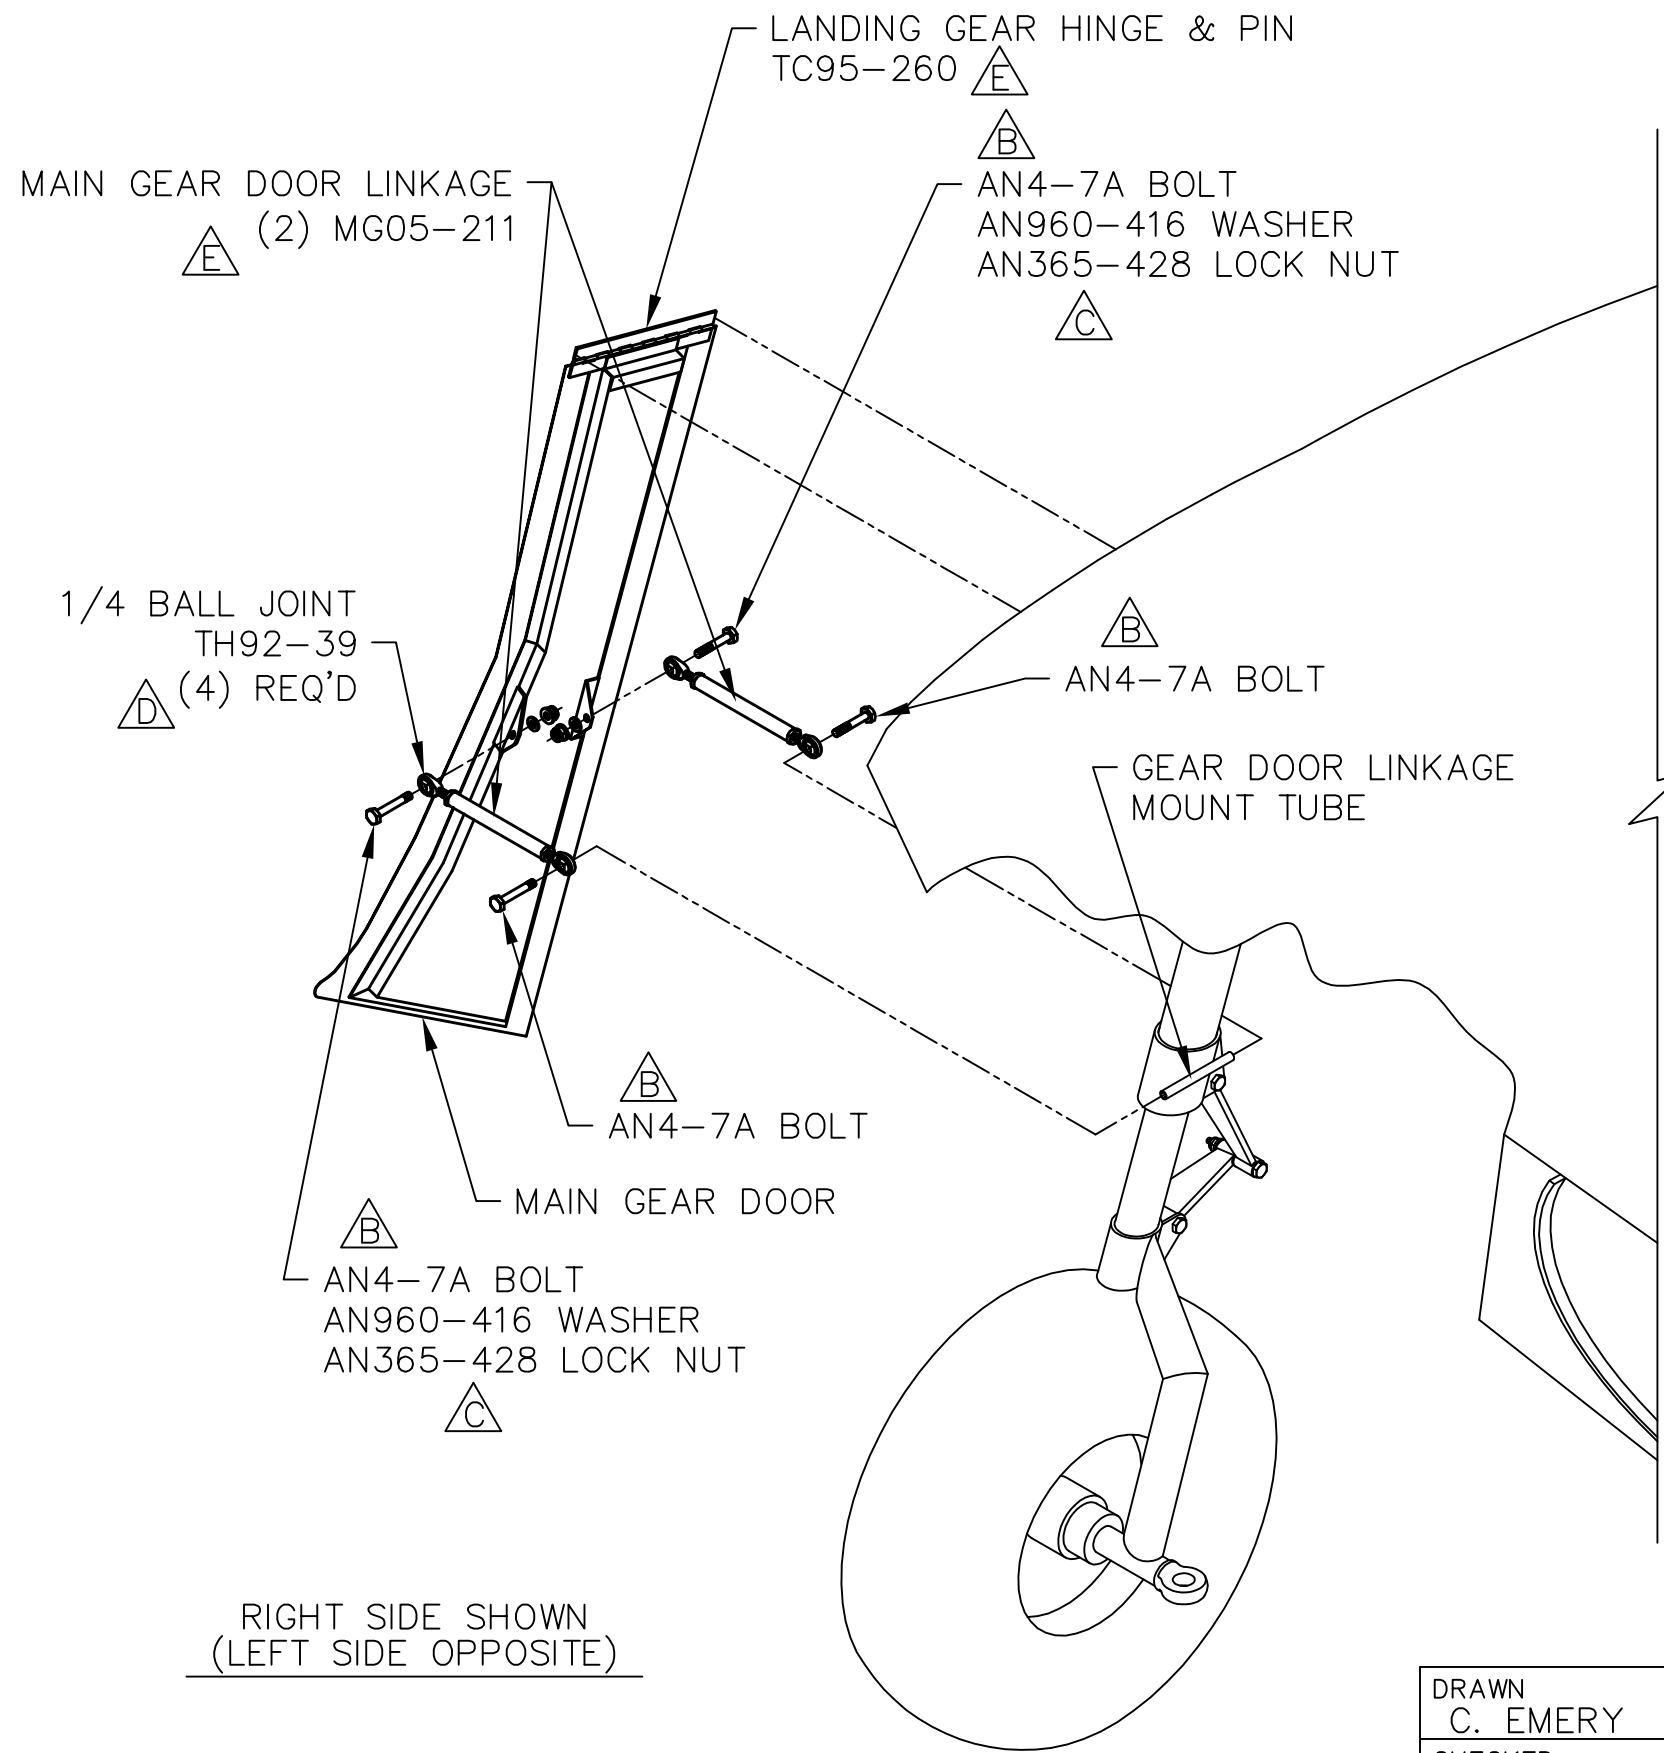 LANDING GEAR HINGE & PIN
TC95-260 E
B
AN4-7A BOLT
AN960-416 WASHER
AN365-428 LOCK NUT
C
MAIN GEAR DOOR LINKAGE
(2) MG05-211
E
1/4 BALL JOINT
TH92-39
(4) REQ'D
D
B
AN4-7A BOLT
GEAR DOOR LINKAGE
MOUNT TUBE
B
AN4-7A BOLT
MAIN GEAR DOOR
B
AN4-7A BOLT
AN960-416 WASHER
AN365-428 LOCK NUT
C
RIGHT SIDE SHOWN
(LEFT SIDE OPPOSITE)
DRAWN
C. EMERY